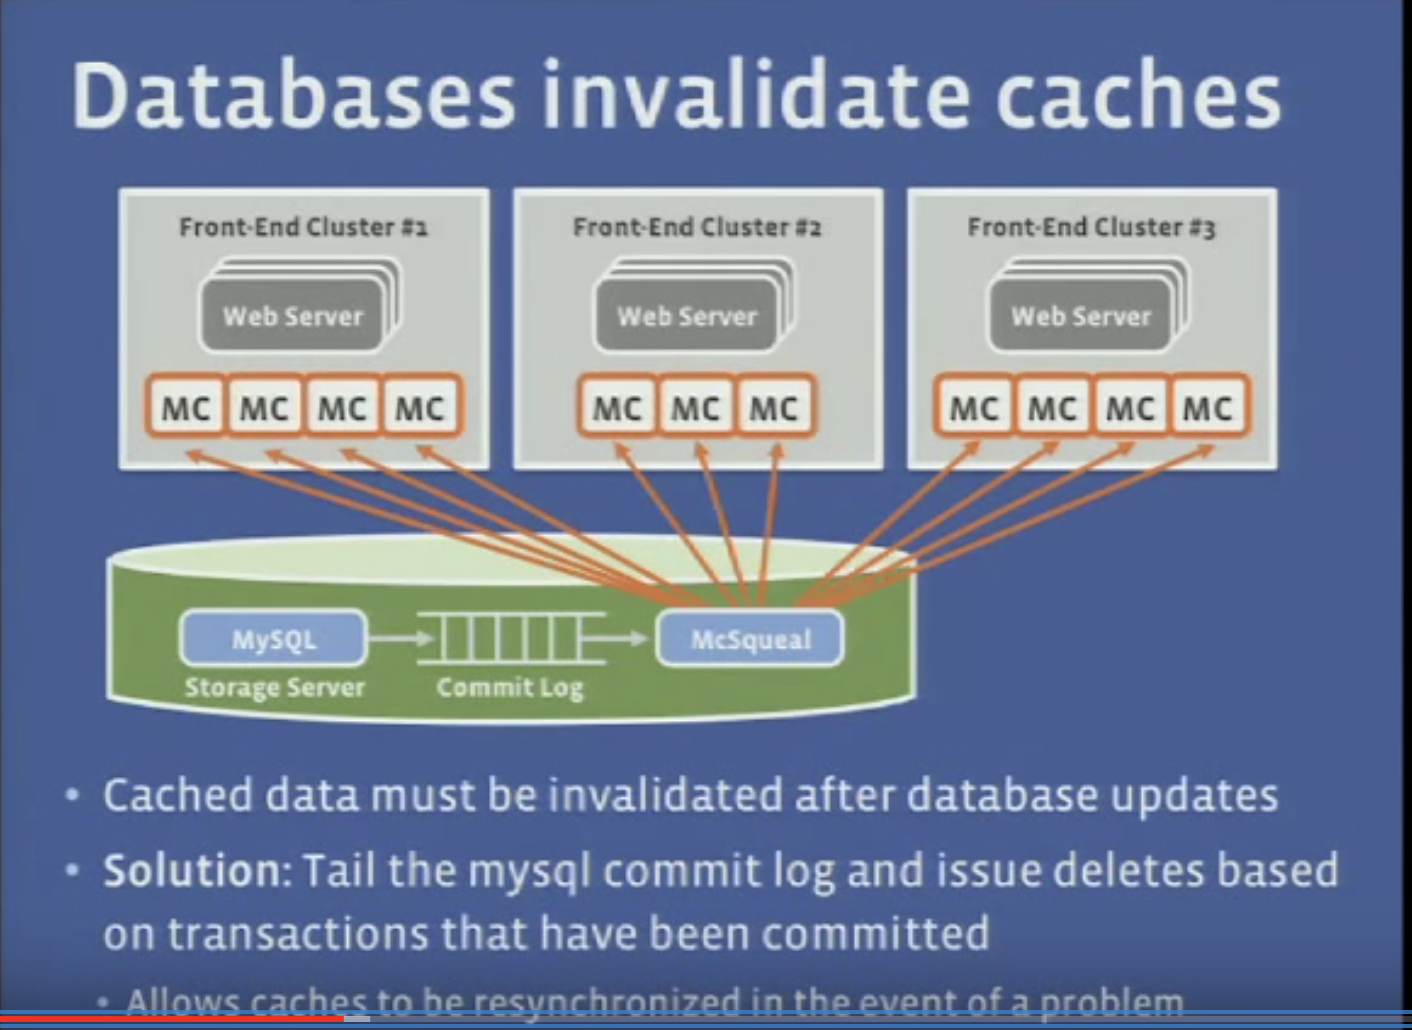 Databases invalidate caches
Front-End Cluster #1
Front-End Cluster #2
Front-End Cluster #3
Web Server
Web Server
Web Server
MC MC MC MC
MC MC MC
MC MC MC MC
MySQL
McSqueal
Storage Server
Commit Log
• Cached data must be invalidated after database updates
• Solution: Tail the mysql commit log and issue deletes based
on transactions that have been committed
• Allows caches to be resynchronized in the event of a problem